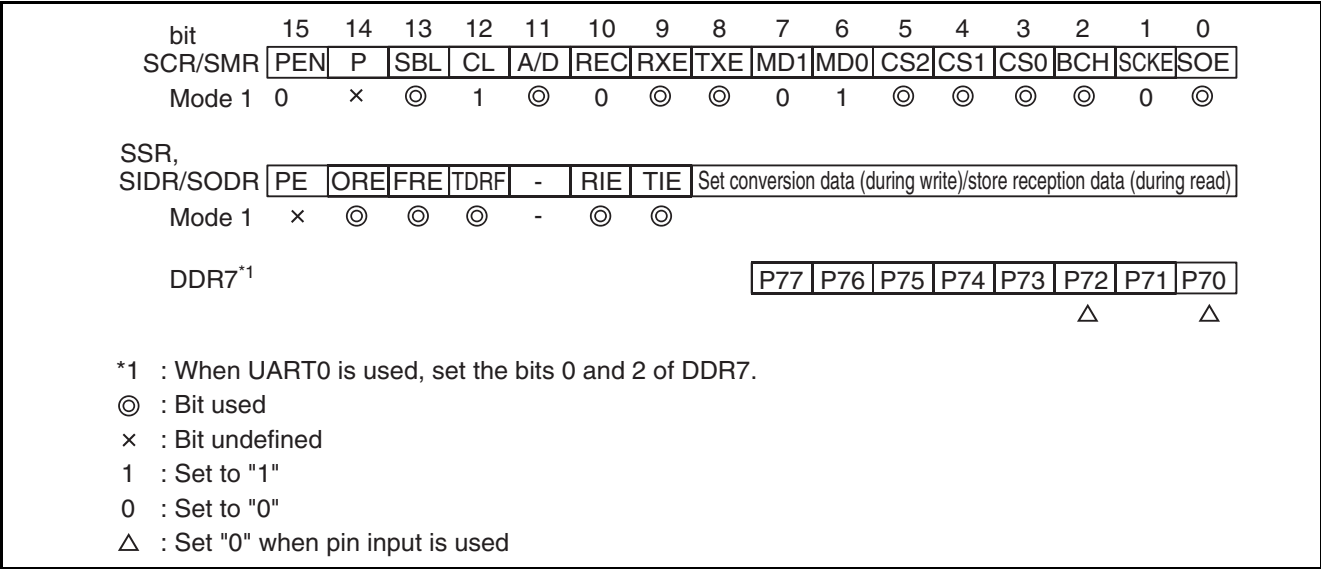 bit 15 14 13 12 11 10 9 8 7 6 5 4 3 2 1 0
SCR/SMR PEN P SBL CL A/D REC RXE TXE MD1 MD0 CS2 CS1 CS0 BCH SCKE SOE
Mode 1 0 × ◎ 1 ◎ 0 ◎ ◎ 0 1 ◎ ◎ ◎ ◎ 0 ◎
SSR,
SIDR/SODR PE ORE FRE TDRF - RIE TIE Set conversion data (during write)/store reception data (during read)
Mode 1 × ◎ ◎ ◎ - ◎ ◎
DDR7*1 P77 P76 P75 P74 P73 P72 P71 P70
△ △
*1 : When UART0 is used, set the bits 0 and 2 of DDR7.
◎ : Bit used
× : Bit undefined
1 : Set to "1"
0 : Set to "0"
△ : Set "0" when pin input is used